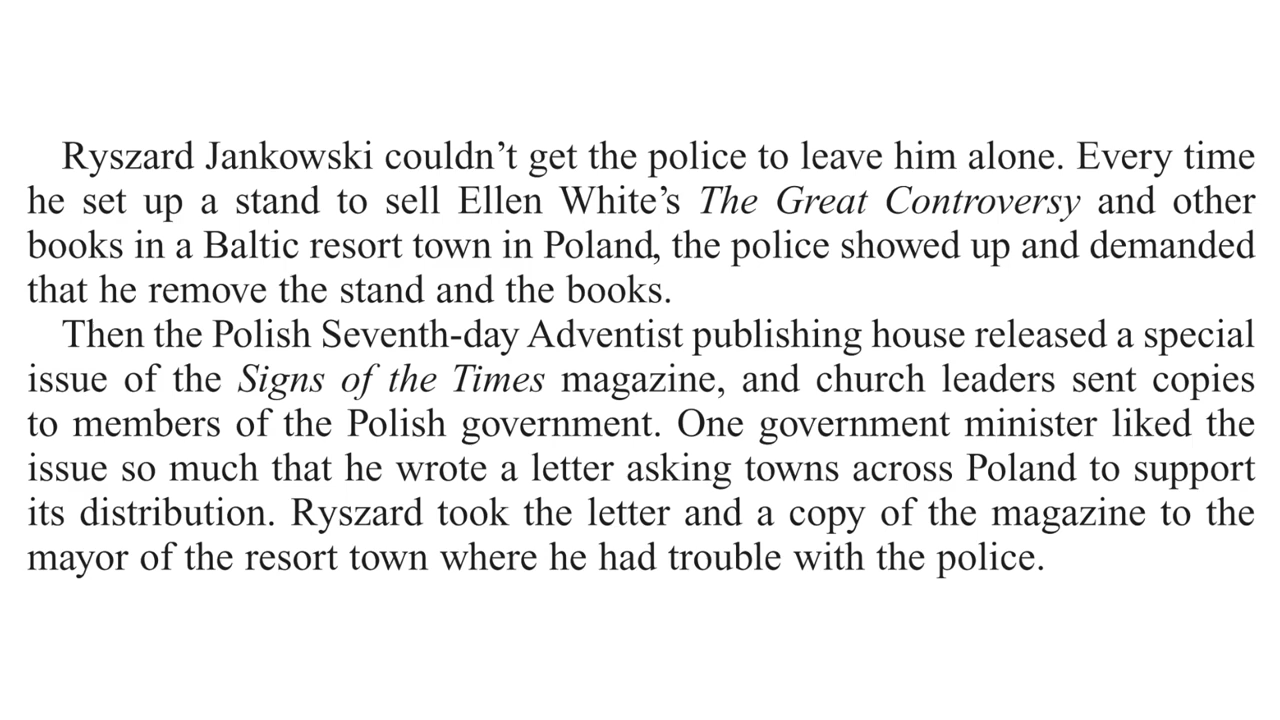 Ryszard Jankowski couldn’t get the police to leave him alone. Every time
he set up a stand to sell Ellen White’s The Great Controversy and other
books in a Baltic resort town in Poland, the police showed up and demanded
that he remove the stand and the books.
Then the Polish Seventh-day Adventist publishing house released a special
issue of the Signs of the Times magazine, and church leaders sent copies
to members of the Polish government. One government minister liked the
issue so much that he wrote a letter asking towns across Poland to support
its distribution. Ryszard took the letter and a copy of the magazine to the
mayor of the resort town where he had trouble with the police.